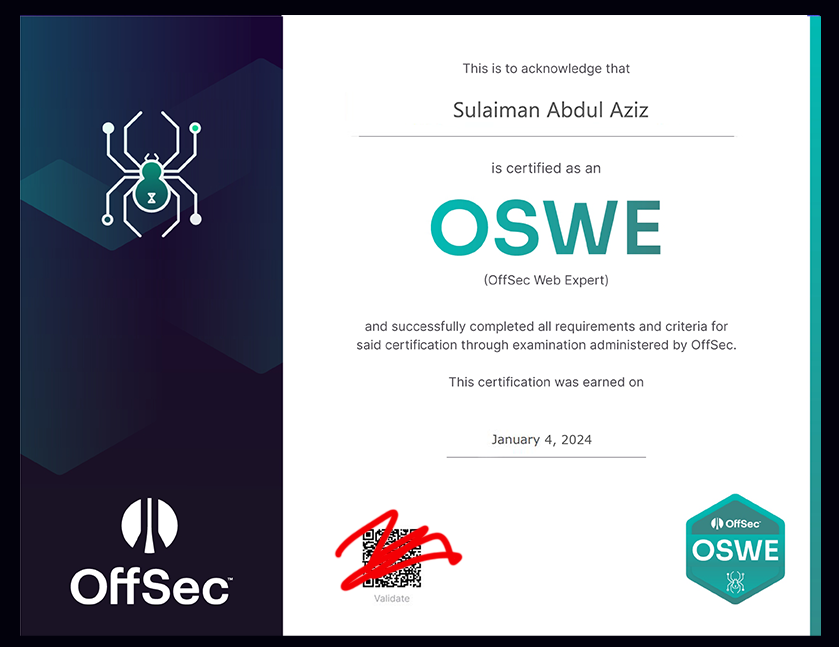 This is to acknowledge that
Sulaiman Abdul Aziz
is certified as an
OSWE
(OffSec Web Expert)
and successfully completed all requirements and criteria for
said certification through examination administered by OffSec.
This certification was earned on
January 4, 2024
Validate
OffSec™
OffSec
OSWE